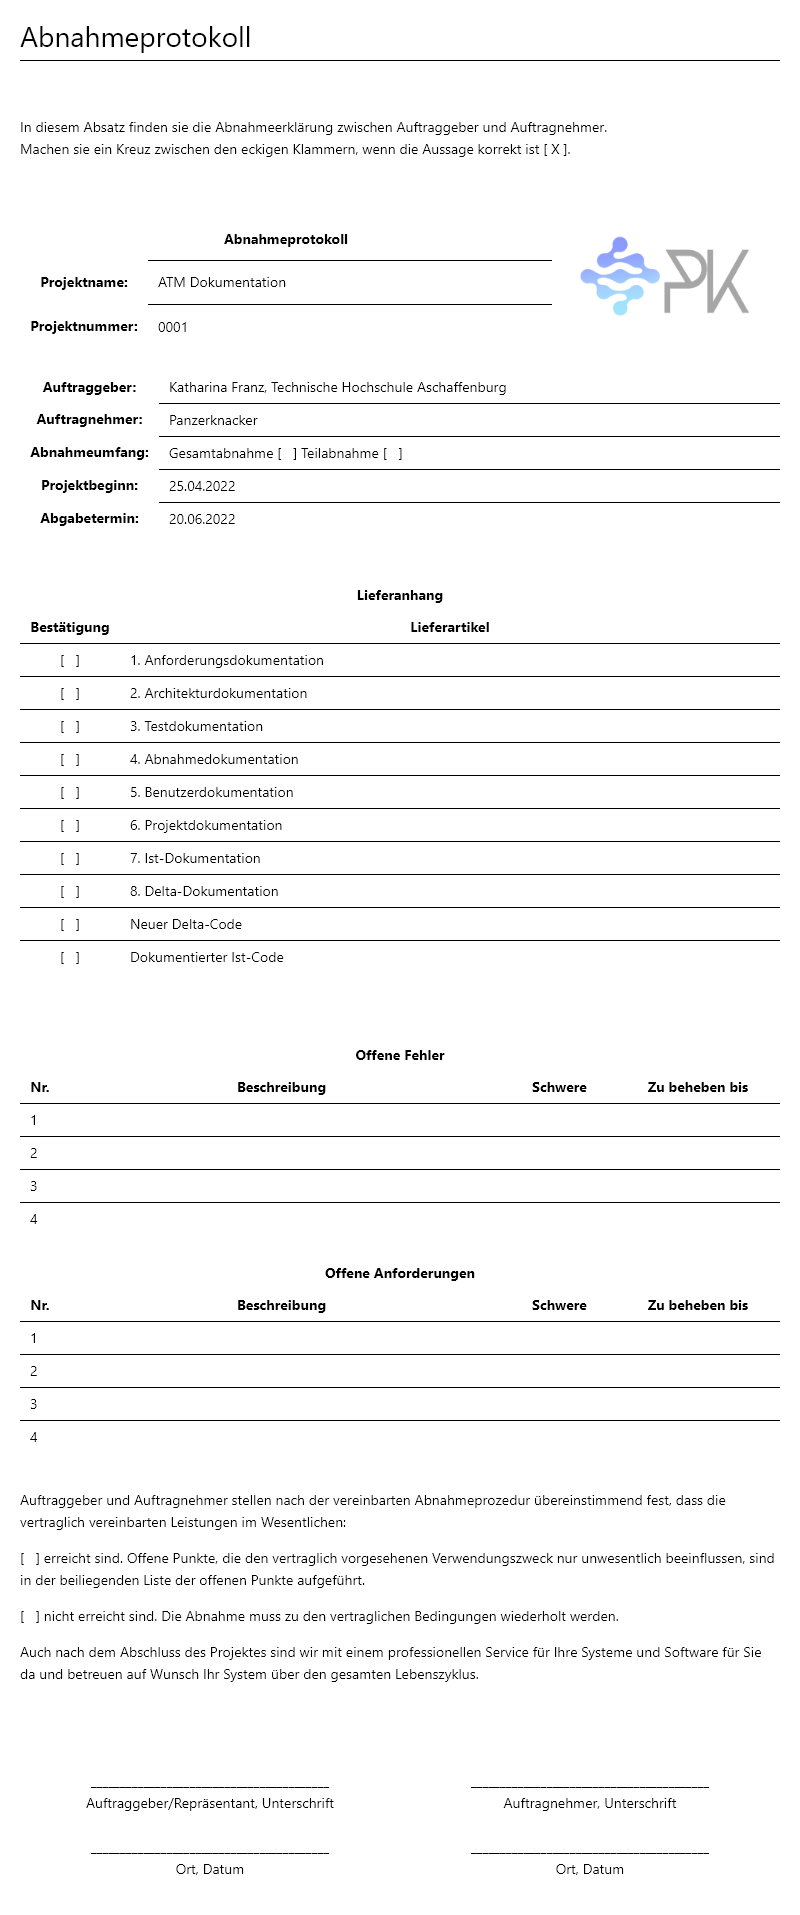 Abnahmeprotokoll
In diesem Absatz finden sie die Abnahmeerklärung zwischen Auftraggeber und Auftragnehmer.
Machen sie ein Kreuz zwischen den eckigen Klammern, wenn die Aussage korrekt ist [ X ].
Abnahmeprotokoll
PK
Projektname: ATM Dokumentation
Projektnummer: 0001
Auftraggeber: Katharina Franz, Technische Hochschule Aschaffenburg
Auftragnehmer: Panzerknacker
Abnahmeumfang: Gesamtabnahme [ ] Teilabnahme [ ]
Projektbeginn: 25.04.2022
Abgabetermin: 20.06.2022
Lieferanhang
Bestätigung Lieferartikel
[ ] 1. Anforderungsdokumentation
[ ] 2. Architekturdokumentation
[ ] 3. Testdokumentation
[ ] 4. Abnahmedokumentation
[ ] 5. Benutzerdokumentation
[ ] 6. Projektdokumentation
[ ] 7. Ist-Dokumentation
[ ] 8. Delta-Dokumentation
[ ] Neuer Delta-Code
[ ] Dokumentierter Ist-Code
Offene Fehler
Nr. Beschreibung Schwere Zu beheben bis
1
2
3
4
Offene Anforderungen
Nr. Beschreibung Schwere Zu beheben bis
1
2
3
4
Auftraggeber und Auftragnehmer stellen nach der vereinbarten Abnahmeprozedur übereinstimmend fest, dass die
vertraglich vereinbarten Leistungen im Wesentlichen:
[ ] erreicht sind. Offene Punkte, die den vertraglich vorgesehenen Verwendungszweck nur unwesentlich beeinflussen, sind
in der beiliegenden Liste der offenen Punkte aufgeführt.
[ ] nicht erreicht sind. Die Abnahme muss zu den vertraglichen Bedingungen wiederholt werden.
Auch nach dem Abschluss des Projektes sind wir mit einem professionellen Service für Ihre Systeme und Software für Sie
da und betreuen auf Wunsch Ihr System über den gesamten Lebenszyklus.
Auftraggeber/Repräsentant, Unterschrift Auftragnehmer, Unterschrift
Ort, Datum Ort, Datum